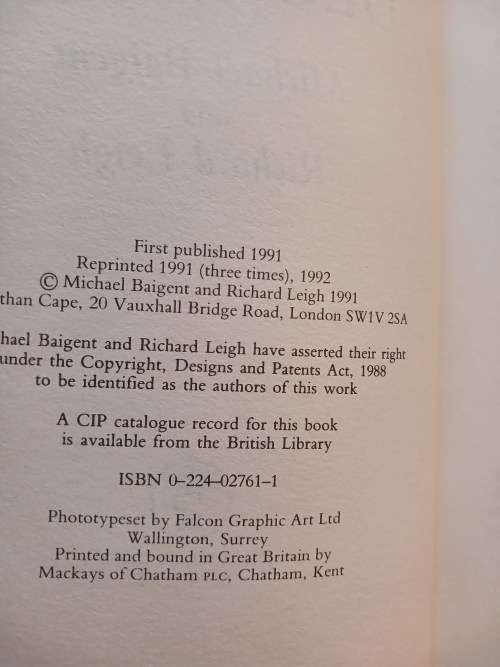 First published 1991
Reprinted 1991 (three times), 1992
© Michael Baigent and Richard Leigh 1991
than Cape, 20 Vauxhall Bridge Road, London SW1V 2SA
hael Baigent and Richard Leigh have asserted their right
under the Copyright, Designs and Patents Act, 1988
to be identified as the authors of this work
A CIP catalogue record for this book
is available from the British Library
ISBN 0–224–02761–1
Phototypeset by Falcon Graphic Art Ltd
Wallington, Surrey
Printed and bound in Great Britain by
Mackays of Chatham PLC, Chatham, Kent